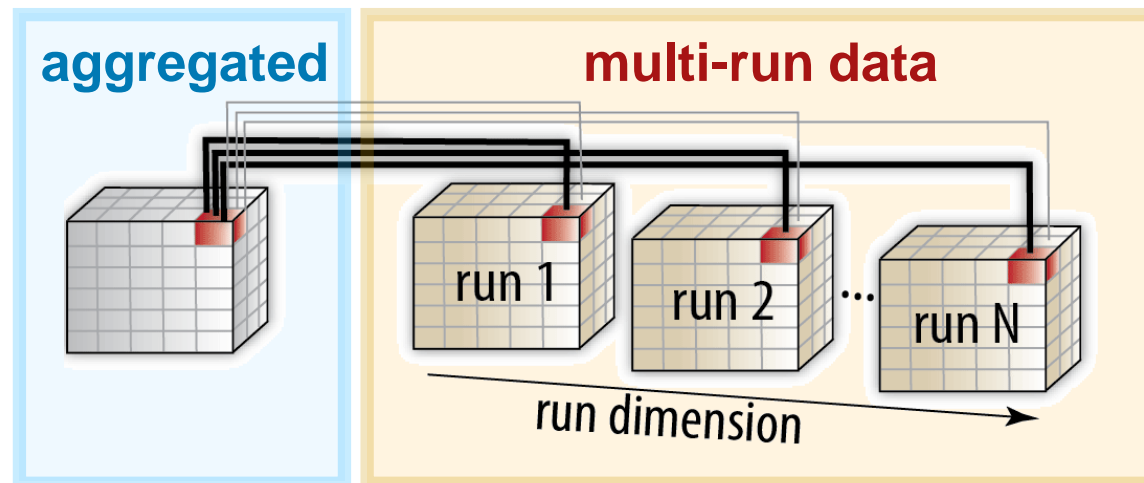 aggregated
multi-run data
run 1
run 2
...
run N
run dimension